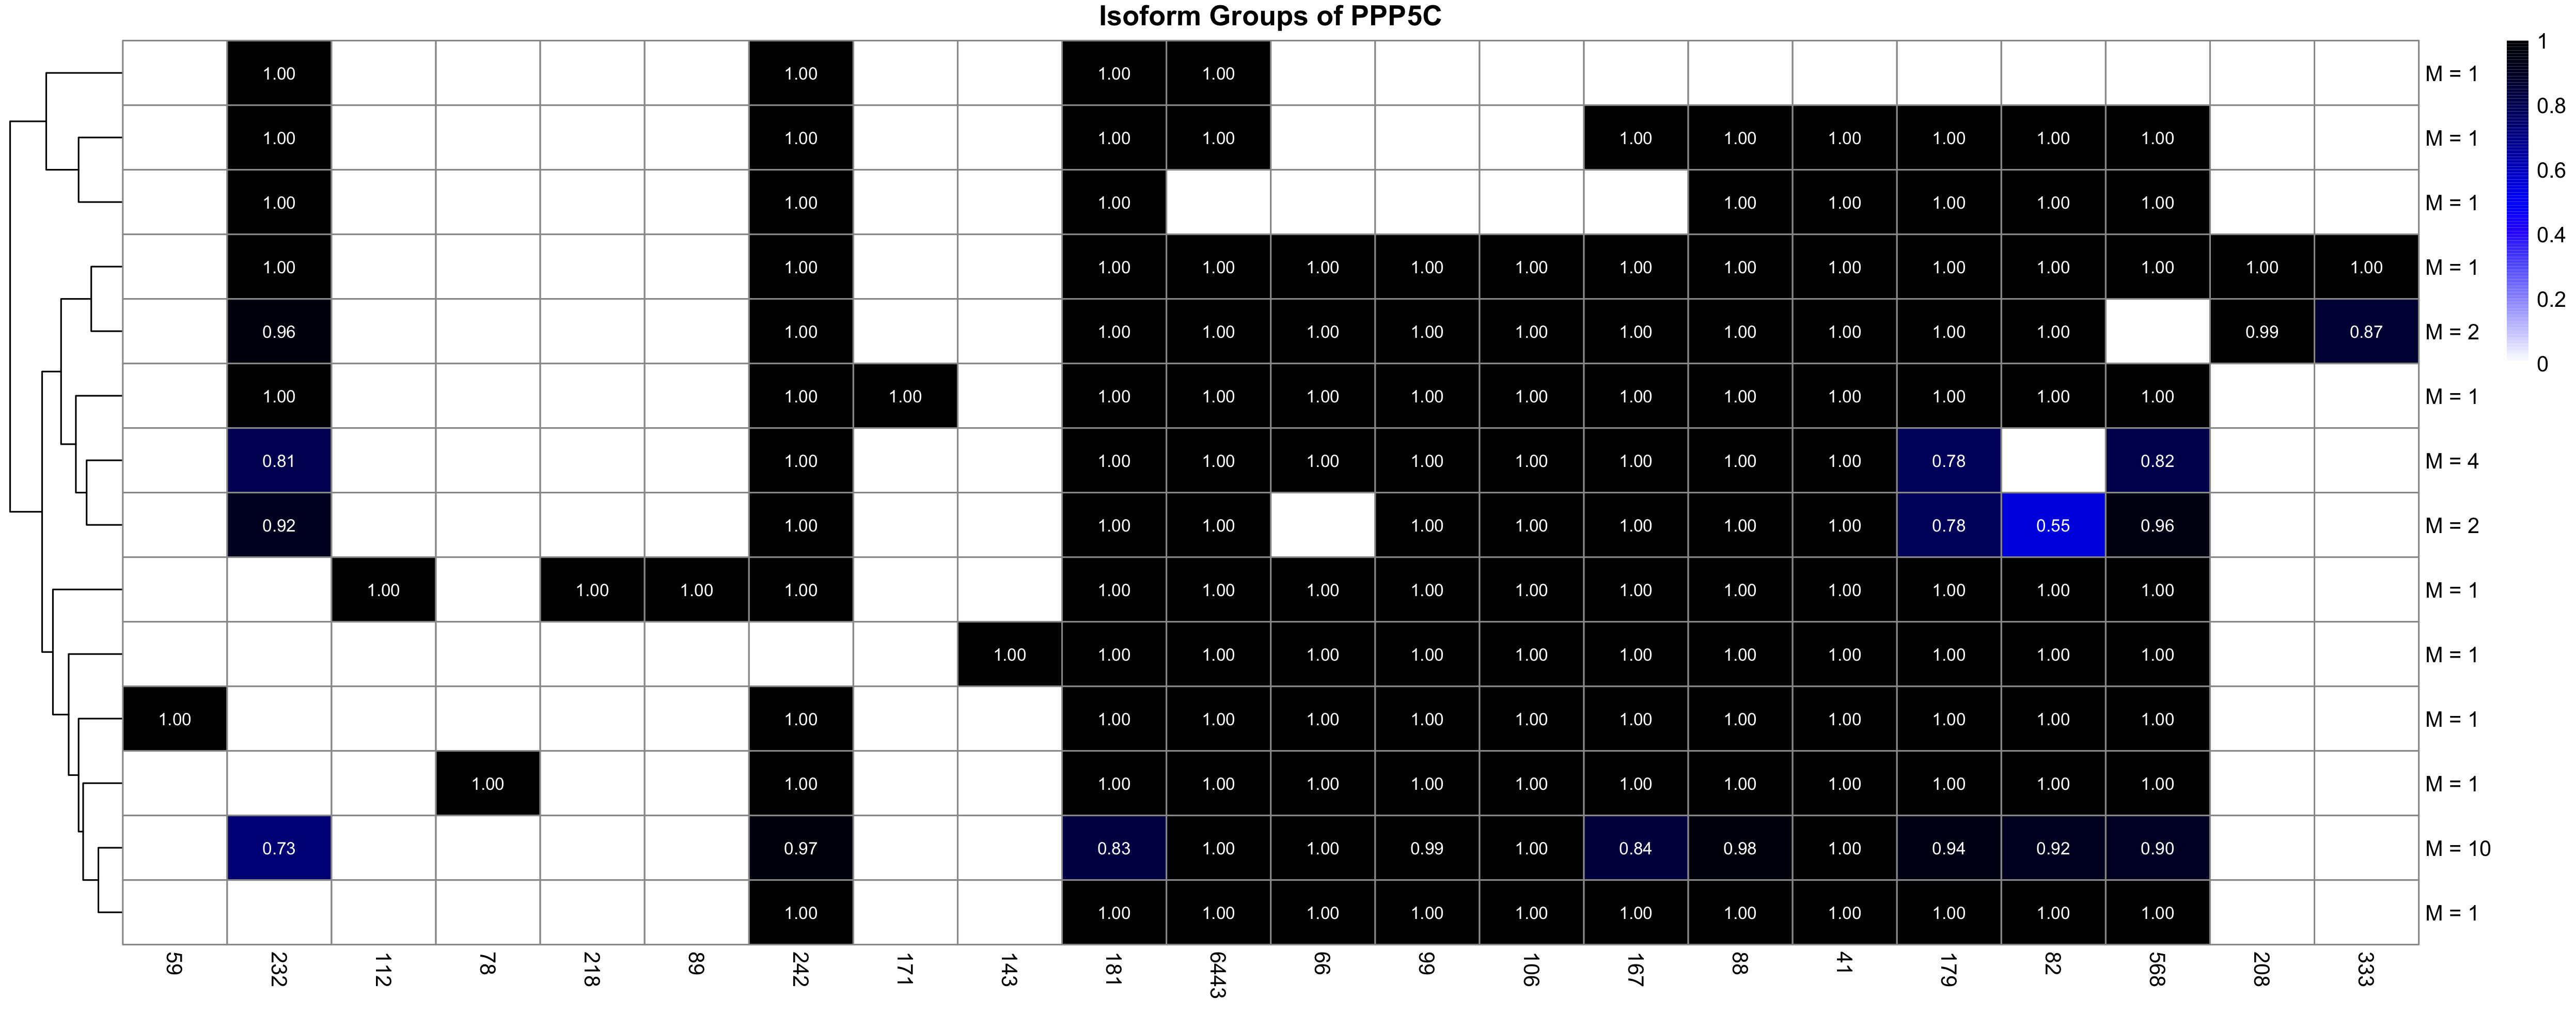 Isoform Groups of PPP5C
1.00 1.00 1.00 1.00 M = 1
1.00 1.00 1.00 1.00 1.00 1.00 1.00 1.00 1.00 1.00 M = 1
1.00 1.00 1.00 1.00 1.00 1.00 1.00 1.00 M = 1
1.00 1.00 1.00 1.00 1.00 1.00 1.00 1.00 1.00 1.00 1.00 1.00 1.00 1.00 1.00 M = 1
0.96 1.00 1.00 1.00 1.00 1.00 1.00 1.00 1.00 1.00 1.00 1.00 0.99 0.87 M = 2
1.00 1.00 1.00 1.00 1.00 1.00 1.00 1.00 1.00 1.00 1.00 1.00 1.00 1.00 M = 1
0.81 1.00 1.00 1.00 1.00 1.00 1.00 1.00 1.00 1.00 0.78 0.82 M = 4
0.92 1.00 1.00 1.00 1.00 1.00 1.00 1.00 1.00 0.78 0.55 0.96 M = 2
1.00 1.00 1.00 1.00 1.00 1.00 1.00 1.00 1.00 1.00 1.00 1.00 1.00 1.00 1.00 M = 1
1.00 1.00 1.00 1.00 1.00 1.00 1.00 1.00 1.00 1.00 1.00 1.00 M = 1
1.00 1.00 1.00 1.00 1.00 1.00 1.00 1.00 1.00 1.00 1.00 1.00 1.00 M = 1
1.00 1.00 1.00 1.00 1.00 1.00 1.00 1.00 1.00 1.00 1.00 1.00 1.00 M = 1
0.73 0.97 0.83 1.00 1.00 0.99 1.00 0.84 0.98 1.00 0.94 0.92 0.90 M = 10
1.00 1.00 1.00 1.00 1.00 1.00 1.00 1.00 1.00 1.00 1.00 1.00 M = 1
59 2332 112 78 218 89 2442 171 143 181 6443 66 99 106 167 88 41 179 82 568 208 333
1
0.8
0.6
0.4
0.2
0